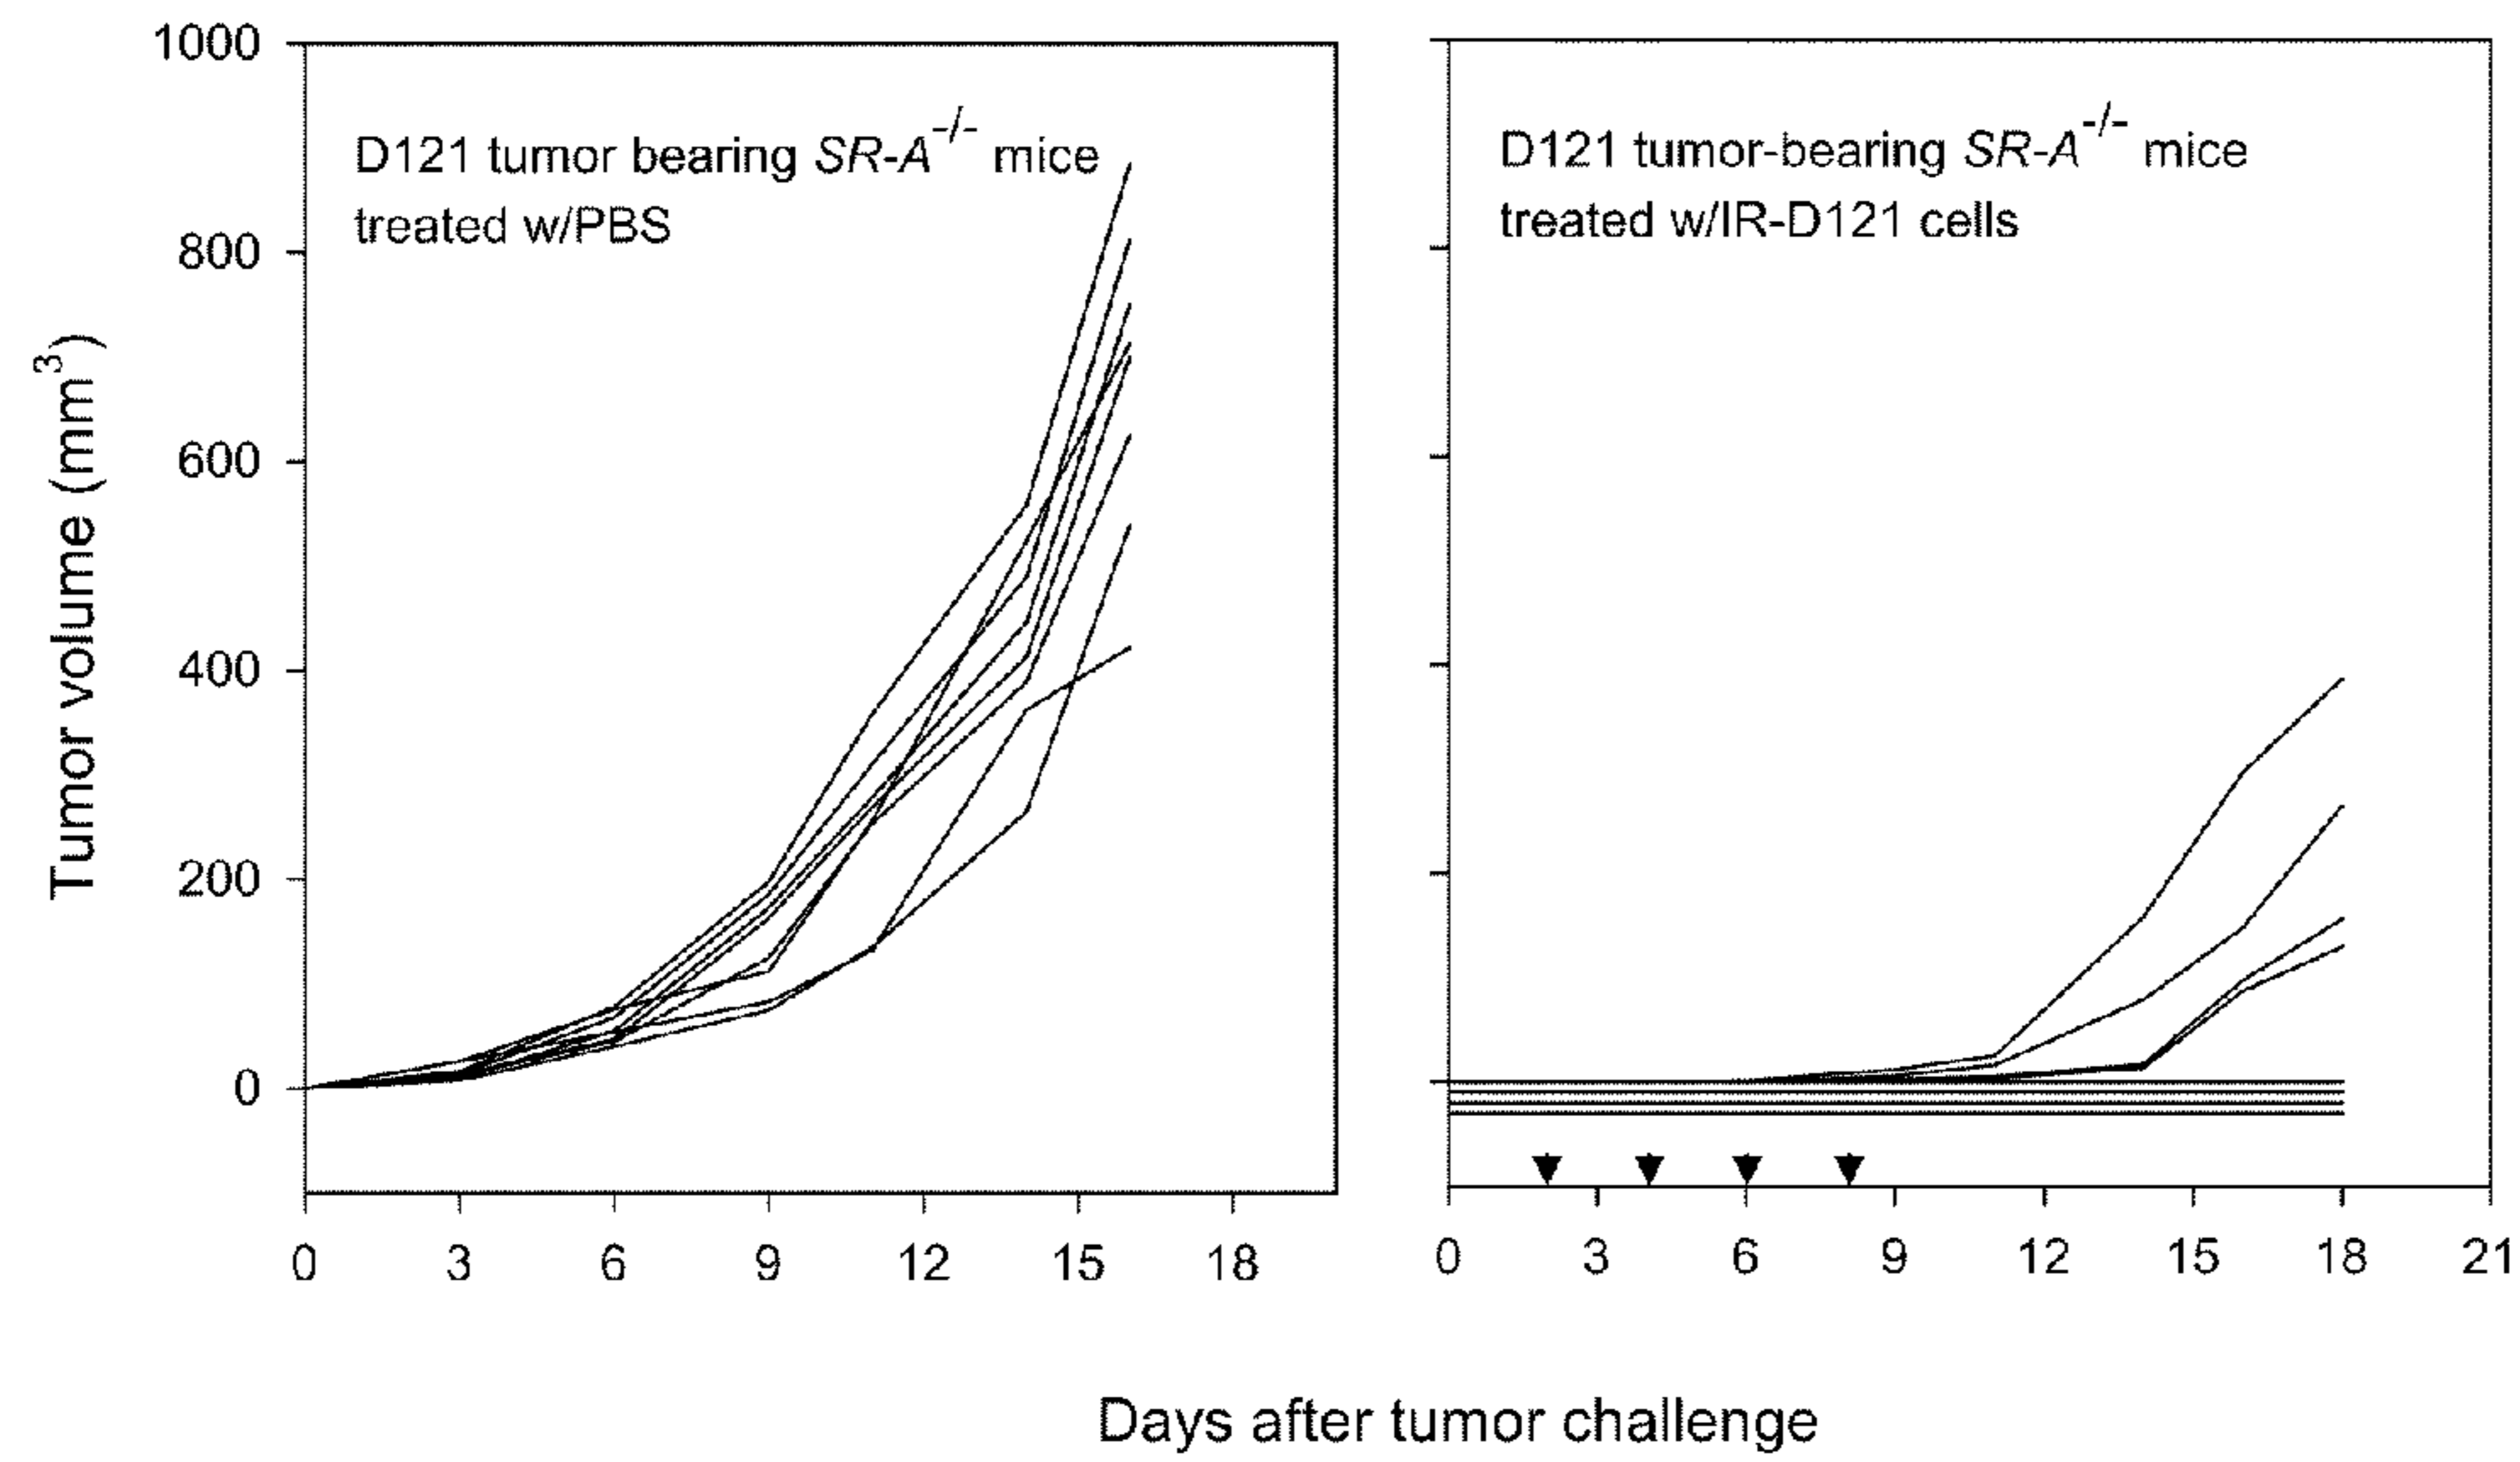 D121 tumor bearing SR-A-/- mice
treated w/PBS
D121 tumor-bearing SR-A-/- mice
treated w/IR-D121 cells
Tumor volume (mm3)
1000
800
600
400
200
0
0 3 6 9 12 15 18
0 3 6 9 12 15 18 21
Days after tumor challenge